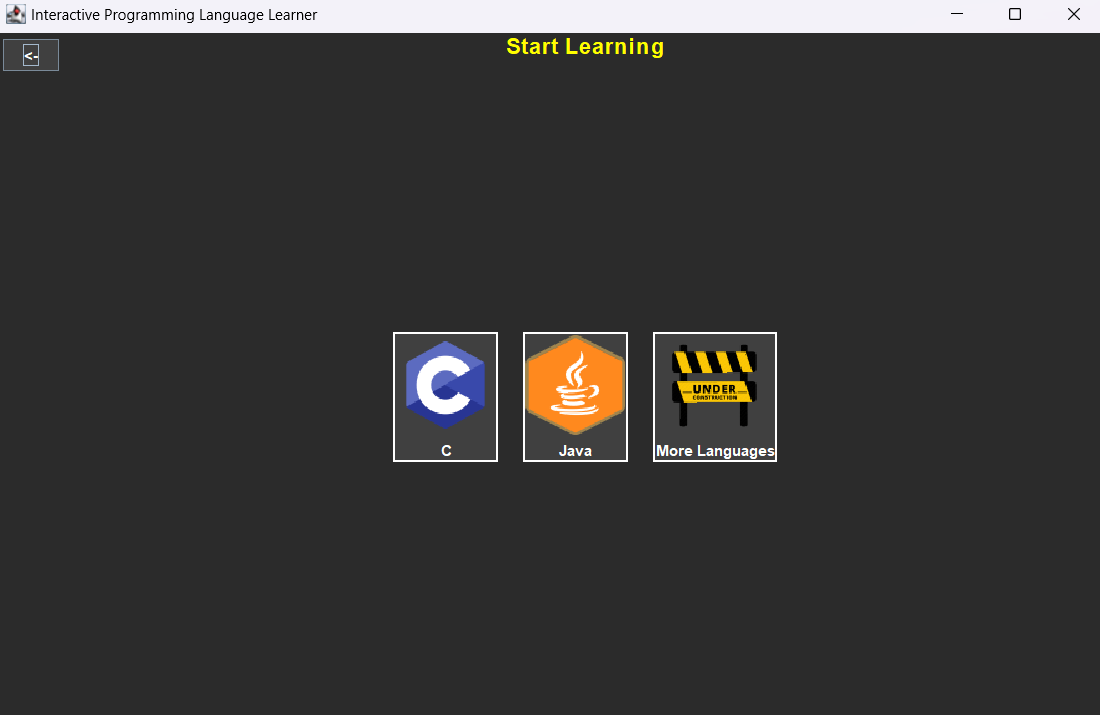 Interactive Programming Language Learner
<-
Start Learning
C
UNDER
CONSTRUCTION
C
Java
More Languages